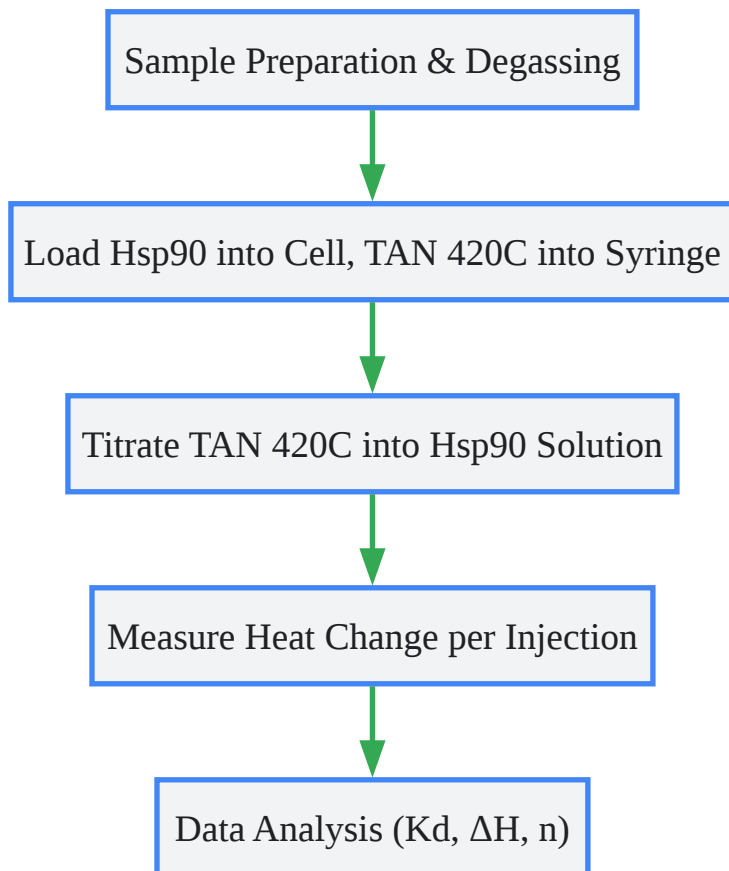 Sample Preparation & Degassing
Load Hsp90 into Cell, TAN 420C into Syringe
Titrate TAN 420C into Hsp90 Solution
Measure Heat Change per Injection
Data Analysis (Kd, ΔH, n)